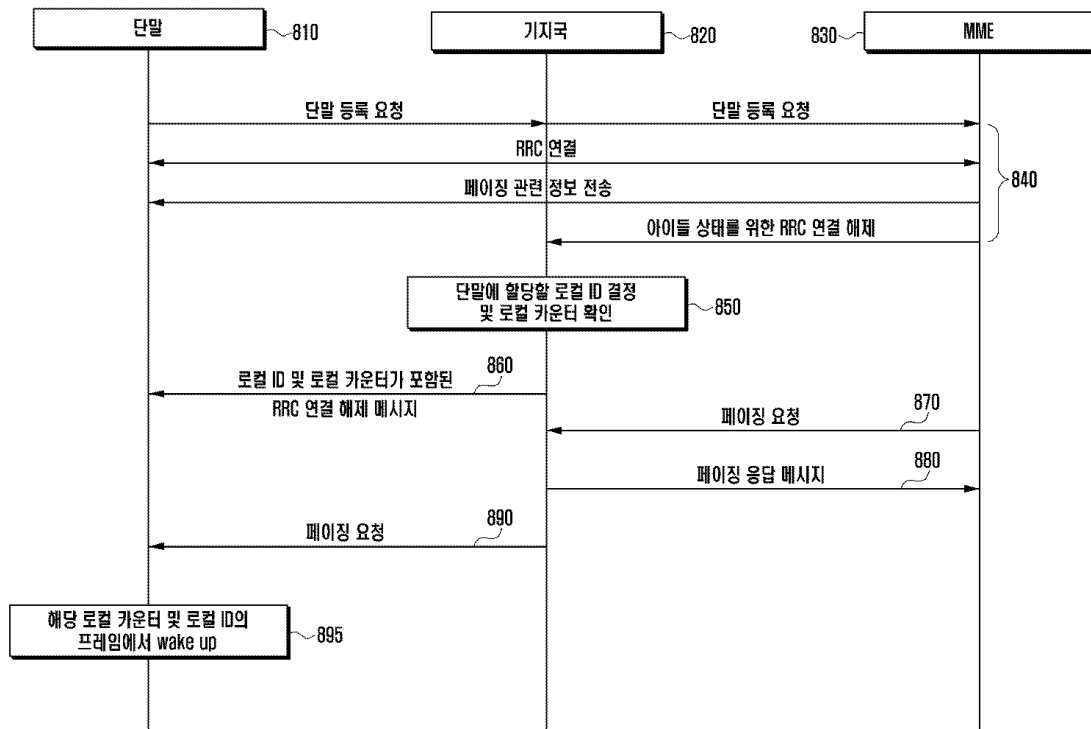 단말
810
기지국
820
830
MME
단말 등록 요청
단말 등록 요청
RRC 연결
페이징 관련 정보 전송
840
아이들 상태를 위한 RRC 연결 해제
단말에 할당할 로컬 ID 결정
및 로컬 카운터 확인
850
로컬 ID 및 로컬 카운터가 포함된
RRC 연결 해제 메시지
860
페이징 요청
870
페이징 응답 메시지
880
페이징 요청
890
해당 로컬 카운터 및 로컬 ID의
프레임에서 wake up
895